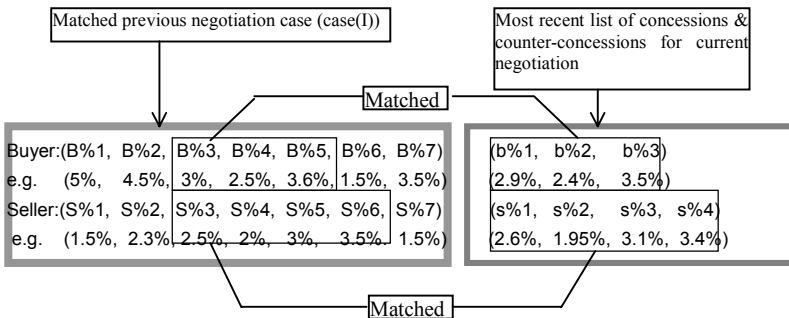 Matched previous negotiation case (case(I))
Most recent list of concessions &
counter-concessions for current
negotiation
Matched
Buyer:(B%1, B%2, B%3, B%4, B%5, B%6, B%7)
e.g. (5%, 4.5%, 3%, 2.5%, 3.6%, 1.5%, 3.5%)
Seller:(S%1, S%2, S%3, S%4, S%5, S%6, S%7)
e.g. (1.5%, 2.3%, 2.5%, 2%, 3%, 3.5%. 1.5%)
(b%1, b%2, b%3)
(2.9%, 2.4%, 3.5%)
(s%1, s%2, s%3, s%4)
(2.6%, 1.95%, 3.1%, 3.4%)
Matched